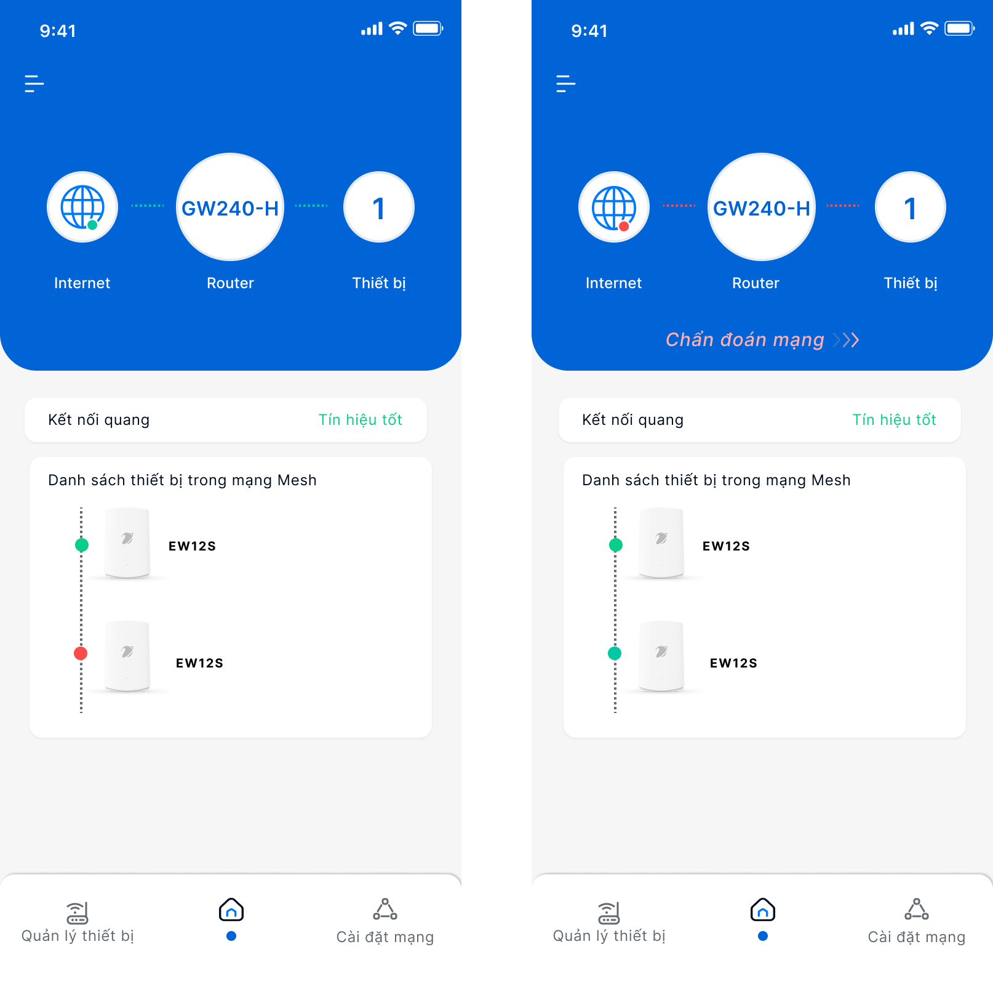 9:41
GW240-H
1
Internet
Router
Thiết bị
Kết nối quang
Tín hiệu tốt
Danh sách thiết bị trong mạng Mesh
EW12S
EW12S
Quản lý thiết bị
Cài đặt mạng
9:41
GW240-H
1
Internet
Router
Thiết bị
Chẩn đoán mạng
Kết nối quang
Tín hiệu tốt
Danh sách thiết bị trong mạng Mesh
EW12S
EW12S
Quản lý thiết bị
Cài đặt mạng